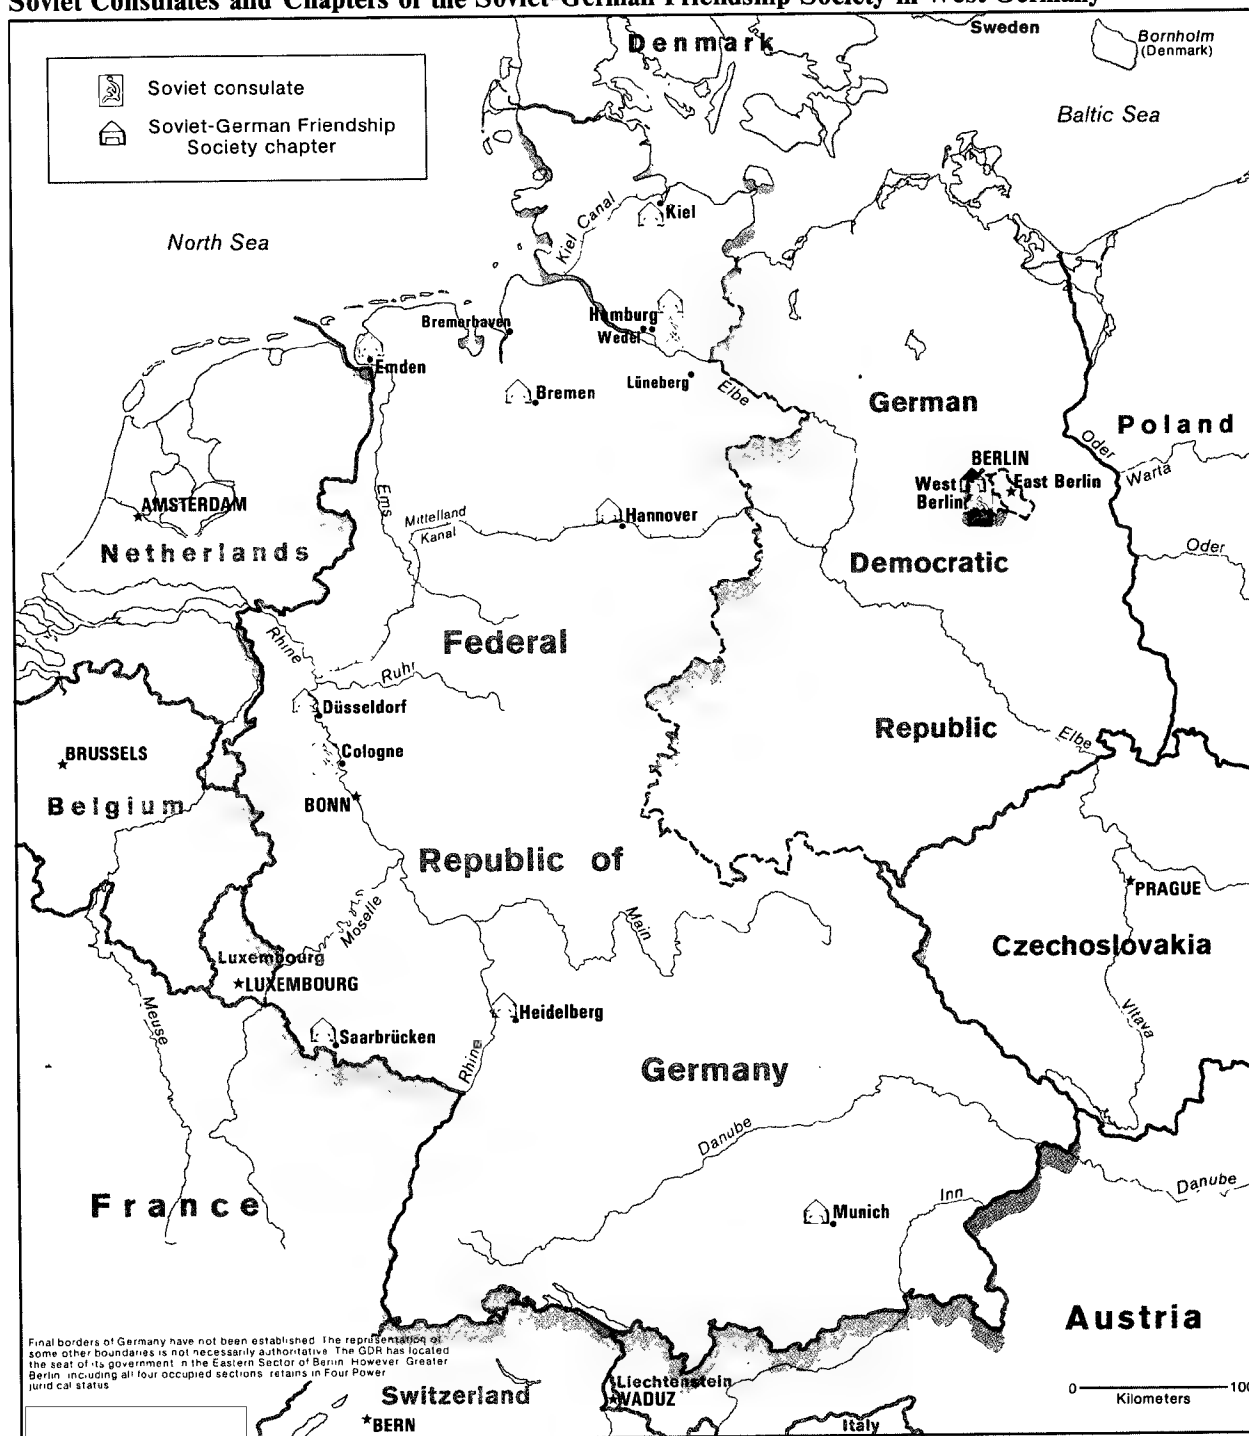 Soviet Consulates and Chapters of the Soviet-German Friendship Society in West Germany
Soviet consulate
Soviet-German Friendship
Society chapter
Denmark
Sweden
Bornholm
(Denmark)
Baltic Sea
North Sea
Kiel Canal
Kiel
Hamburg
Wedel
Bremerhaven
Emden
Bremen
Lüneberg
Elbe
German
Poland
Oder
Warta
BERLIN
West
Berlin
East Berlin
AMSTERDAM
Netherlands
Ems
Mittelland
Kanal
Hannover
Democratic
Oder
Federal
Rhine
Ruhr
Düsseldorf
Republic
Elbe
Cologne
BRUSSELS
Belgium
BONN
Republic of
PRAGUE
Moselle
Main
Czechoslovakia
Luxembourg
LUXEMBOURG
Meuse
Heidelberg
Vltava
Saarbrücken
Rhine
Germany
Danube
Danube
Inn
France
Munich
Austria
Final borders of Germany have not been established The representation of
some other boundaries is not necessarily authoritative The GDR has located
the seat of its government in the Eastern Sector of Berlin However Greater
Berlin including all four occupied sections retains in Four Power
juridical status
Switzerland
Liechtenstein
VADUZ
BERN
Italy
0
100
Kilometers